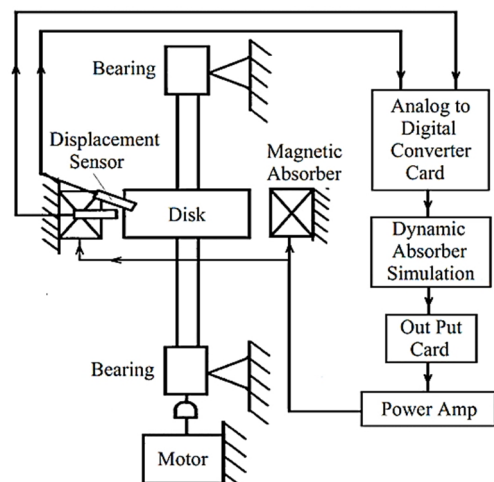 Bearing
Displacement
Sensor
Magnetic
Absorber
Disk
Analog to
Digital
Converter
Card
Dynamic
Absorber
Simulation
Out Put
Card
Bearing
Power Amp
Motor